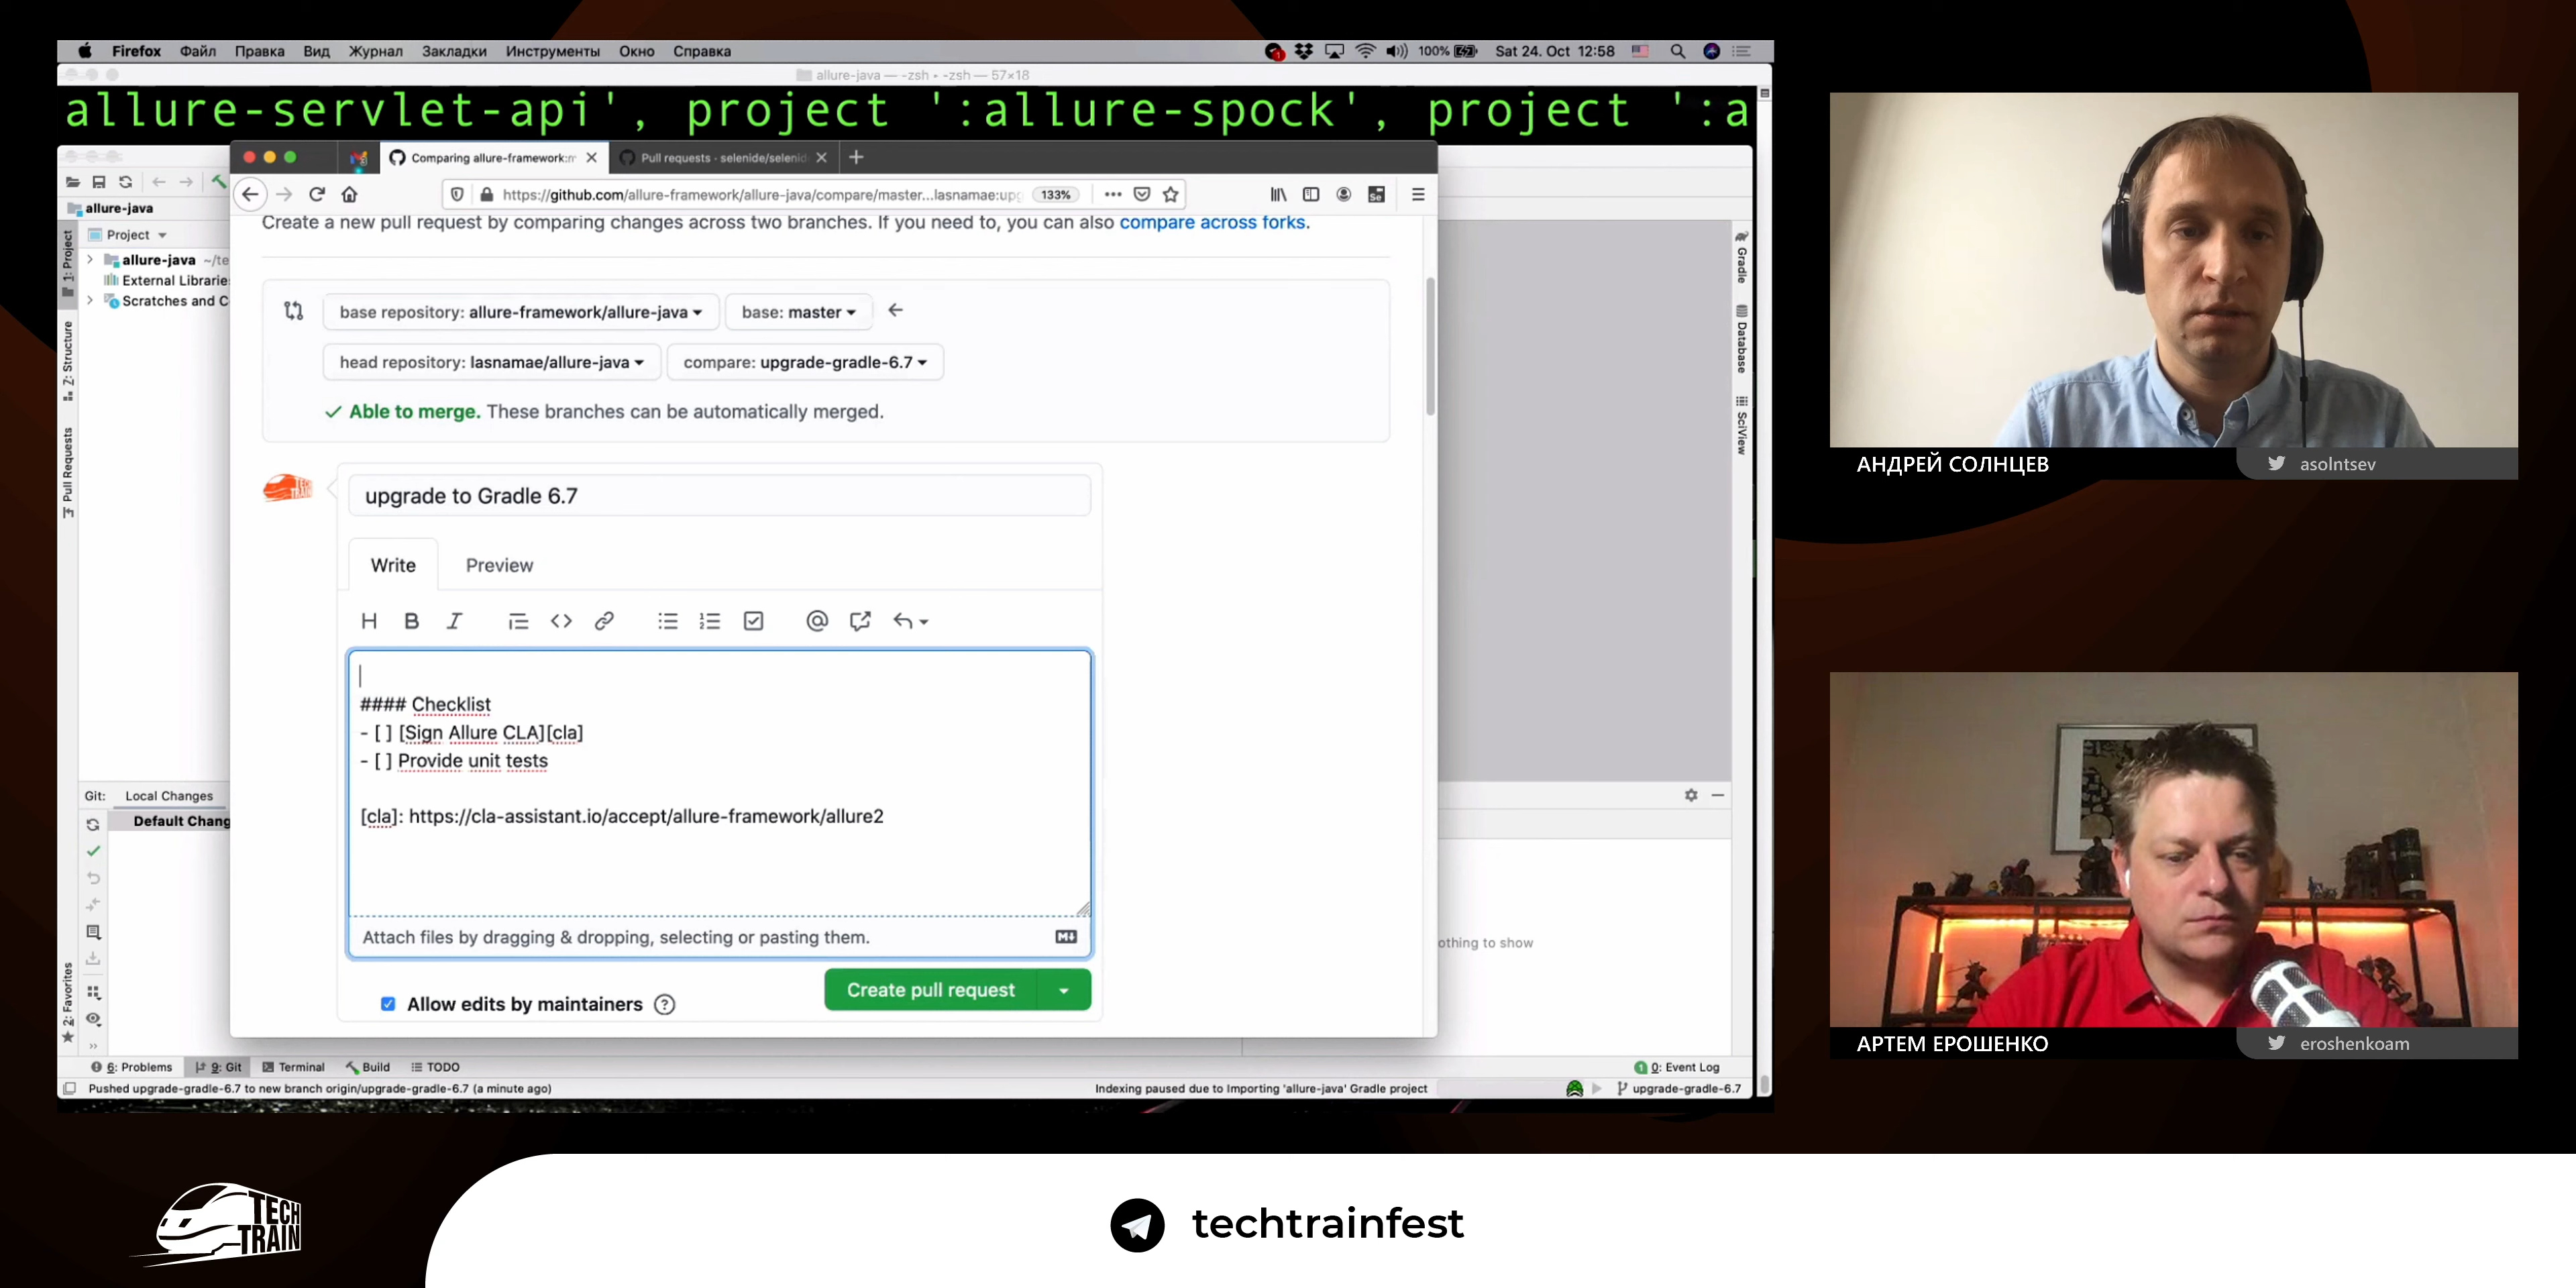 Firefox Файл Правка Вид Журнал Закладки Инструменты Окно Справка
100% Sat 24. Oct 12:58
allure-java — -zsh • -zsh — 57×18
allure-servlet-api', project ':allure-spock', project ':a
Comparing allure-framework:m
Pull requests · selenide/selenid
https://github.com/allure-framework/allure-java/compare/master...lasnamae:upg
133%
allure-java
Project
allure-java ~/te
External Librarie
Scratches and C
1: Project
Z: Structure
Pull Requests
2: Favorites
Create a new pull request by comparing changes across two branches. If you need to, you can also compare across forks.
base repository: allure-framework/allure-java
base: master
head repository: lasnamae/allure-java
compare: upgrade-gradle-6.7
Able to merge. These branches can be automatically merged.
upgrade to Gradle 6.7
Write
Preview
#### Checklist
- [ ] [Sign Allure CLA][cla]
- [ ] Provide unit tests
[cla]: https://cla-assistant.io/accept/allure-framework/allure2
Attach files by dragging & dropping, selecting or pasting them.
Allow edits by maintainers
Create pull request
Gradle
Database
SciView
Git: Local Changes
Default Chang
othing to show
6: Problems 9: Git Terminal Build TODO
1 0: Event Log
Pushed upgrade-gradle-6.7 to new branch origin/upgrade-gradle-6.7 (a minute ago)
Indexing paused due to Importing 'allure-java' Gradle project
upgrade-gradle-6.7
АНДРЕЙ СОЛНЦЕВ
asolntsev
АРТЕМ ЕРОШЕНКО
eroshenkoam
TECH
TRAIN
techtrainfest